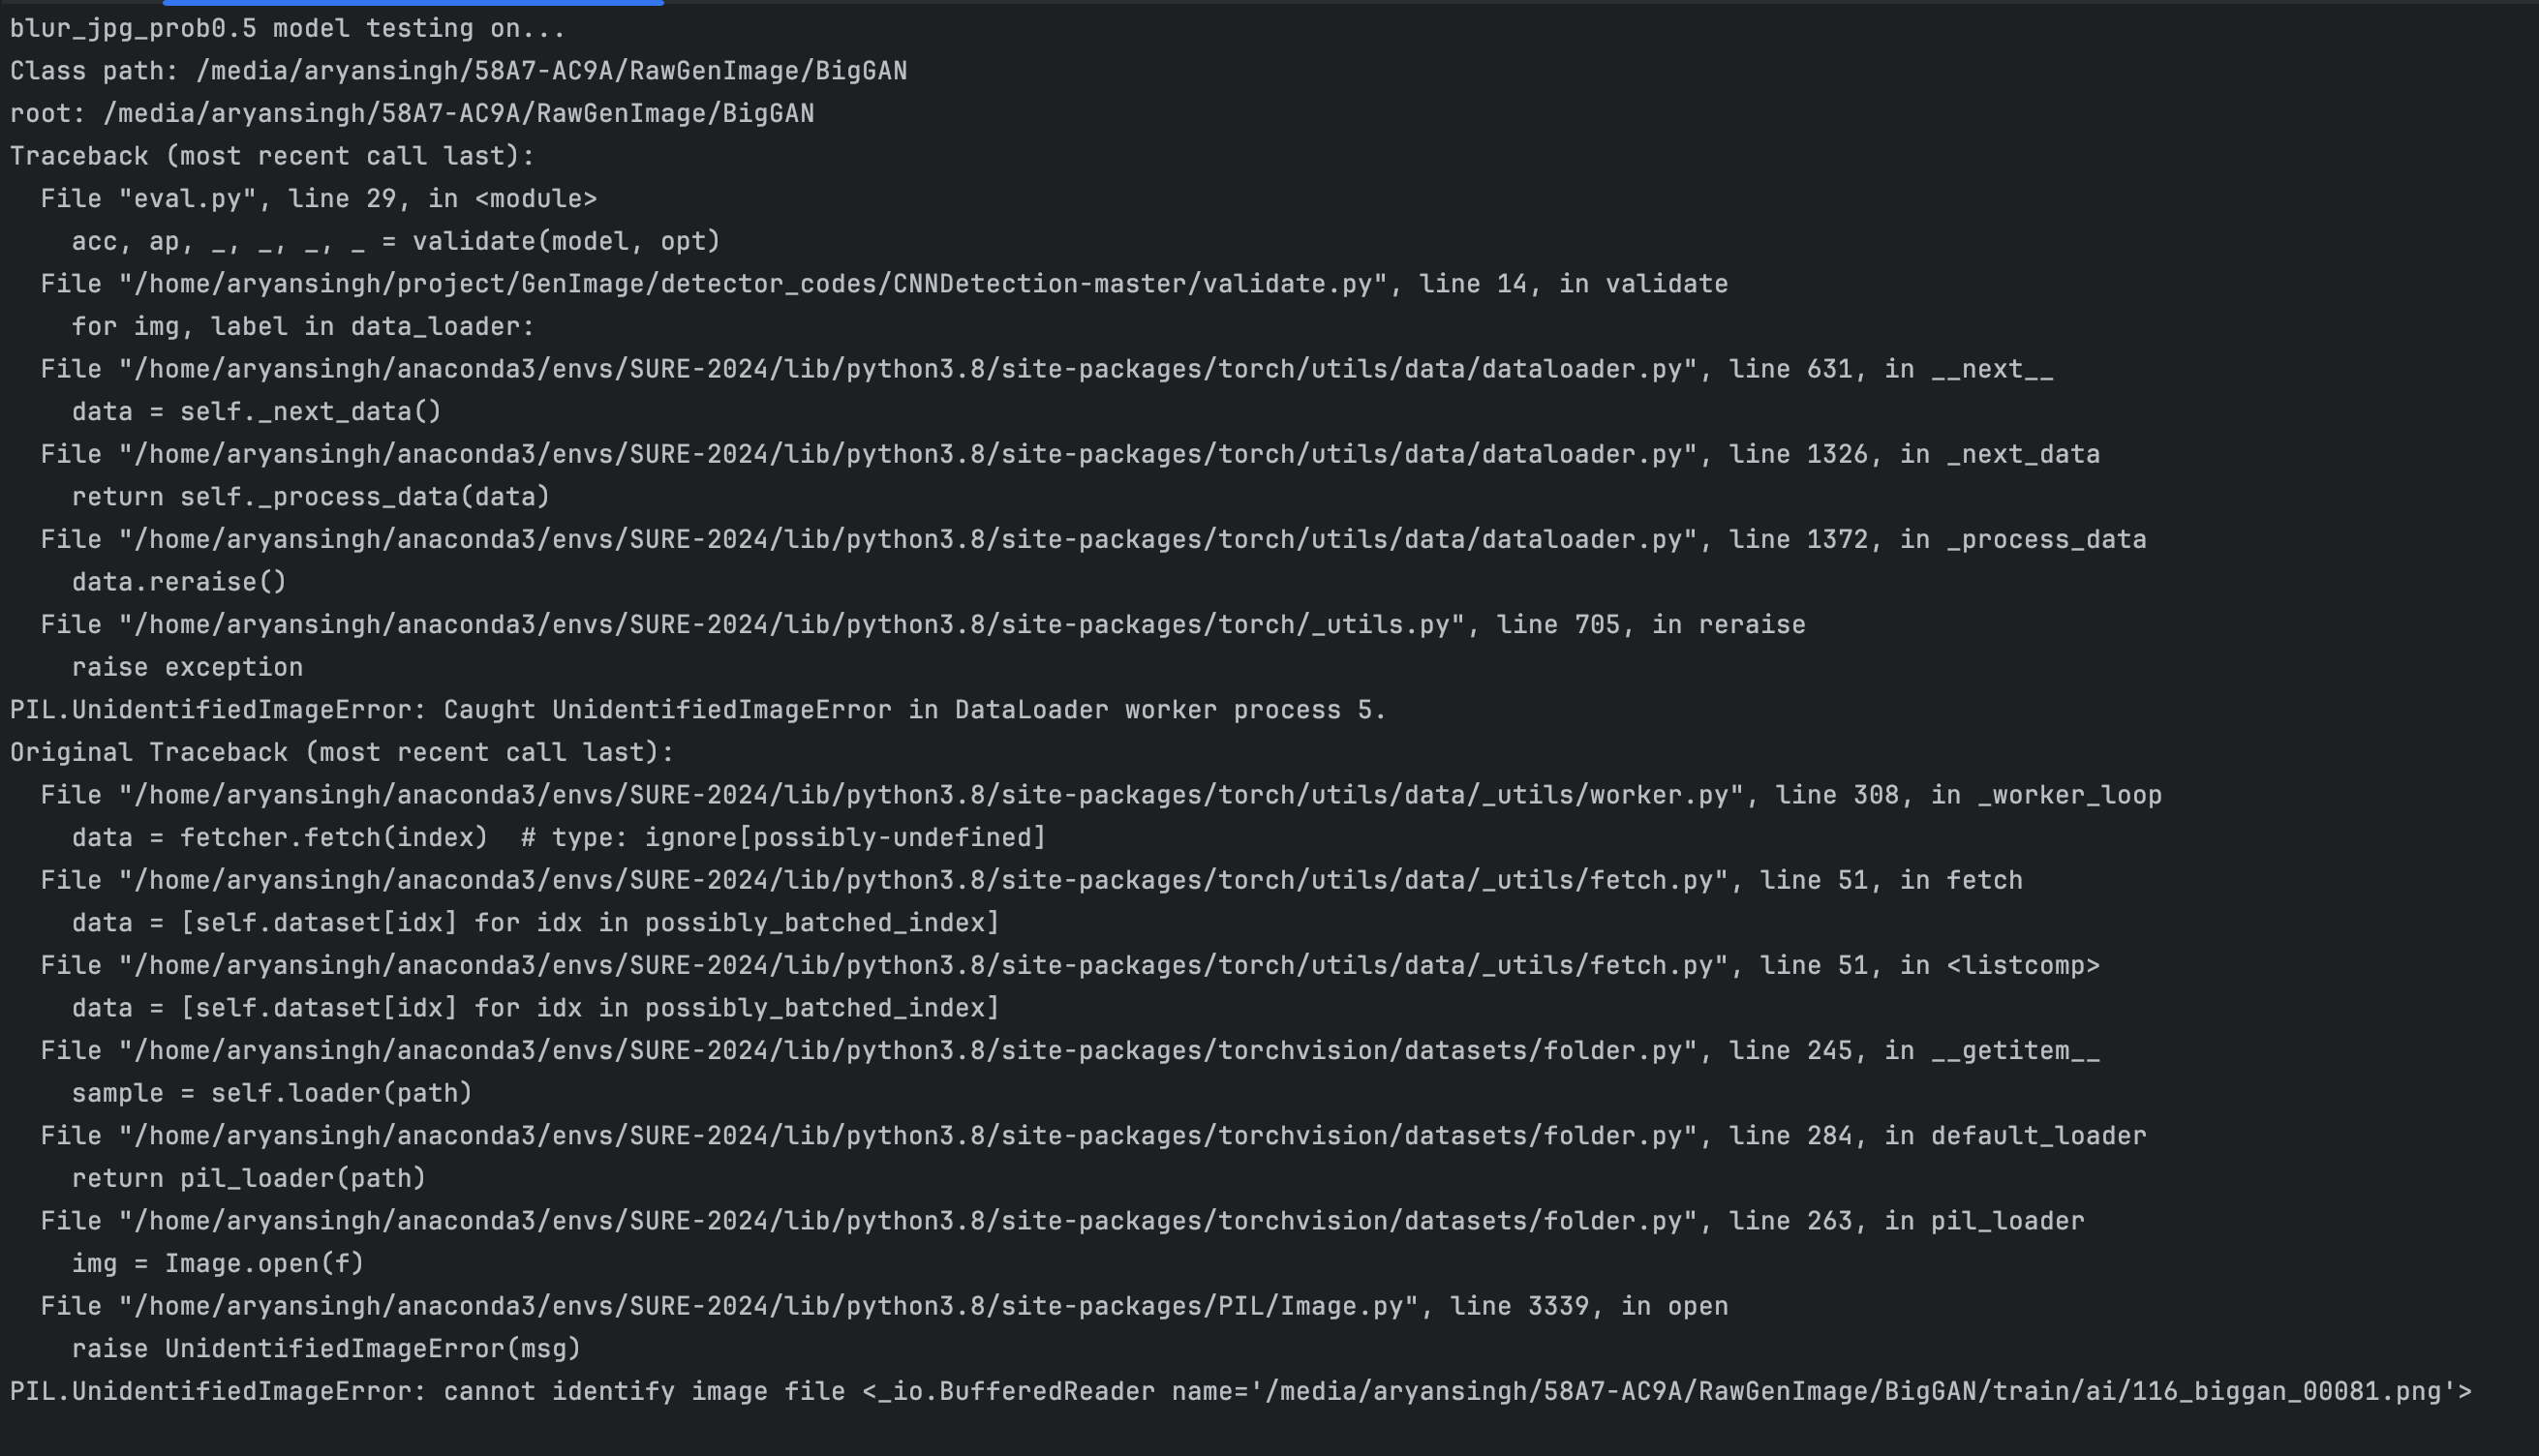 blur_jpg_prob0.5 model testing on...
Class path: /media/aryansingh/58A7-AC9A/RawGenImage/BigGAN
root: /media/aryansingh/58A7-AC9A/RawGenImage/BigGAN
Traceback (most recent call last):
  File "eval.py", line 29, in <module>
    acc, ap, _, _, _, _ = validate(model, opt)
  File "/home/aryansingh/project/GenImage/detector_codes/CNNDetection-master/validate.py", line 14, in validate
    for img, label in data_loader:
  File "/home/aryansingh/anaconda3/envs/SURE-2024/lib/python3.8/site-packages/torch/utils/data/dataloader.py", line 631, in __next__
    data = self._next_data()
  File "/home/aryansingh/anaconda3/envs/SURE-2024/lib/python3.8/site-packages/torch/utils/data/dataloader.py", line 1326, in _next_data
    return self._process_data(data)
  File "/home/aryansingh/anaconda3/envs/SURE-2024/lib/python3.8/site-packages/torch/utils/data/dataloader.py", line 1372, in _process_data
    data.reraise()
  File "/home/aryansingh/anaconda3/envs/SURE-2024/lib/python3.8/site-packages/torch/_utils.py", line 705, in reraise
    raise exception
PIL.UnidentifiedImageError: Caught UnidentifiedImageError in DataLoader worker process 5.
Original Traceback (most recent call last):
  File "/home/aryansingh/anaconda3/envs/SURE-2024/lib/python3.8/site-packages/torch/utils/data/_utils/worker.py", line 308, in _worker_loop
    data = fetcher.fetch(index)  # type: ignore[possibly-undefined]
  File "/home/aryansingh/anaconda3/envs/SURE-2024/lib/python3.8/site-packages/torch/utils/data/_utils/fetch.py", line 51, in fetch
    data = [self.dataset[idx] for idx in possibly_batched_index]
  File "/home/aryansingh/anaconda3/envs/SURE-2024/lib/python3.8/site-packages/torch/utils/data/_utils/fetch.py", line 51, in <listcomp>
    data = [self.dataset[idx] for idx in possibly_batched_index]
  File "/home/aryansingh/anaconda3/envs/SURE-2024/lib/python3.8/site-packages/torchvision/datasets/folder.py", line 245, in __getitem__
    sample = self.loader(path)
  File "/home/aryansingh/anaconda3/envs/SURE-2024/lib/python3.8/site-packages/torchvision/datasets/folder.py", line 284, in default_loader
    return pil_loader(path)
  File "/home/aryansingh/anaconda3/envs/SURE-2024/lib/python3.8/site-packages/torchvision/datasets/folder.py", line 263, in pil_loader
    img = Image.open(f)
  File "/home/aryansingh/anaconda3/envs/SURE-2024/lib/python3.8/site-packages/PIL/Image.py", line 3339, in open
    raise UnidentifiedImageError(msg)
PIL.UnidentifiedImageError: cannot identify image file <_io.BufferedReader name='/media/aryansingh/58A7-AC9A/RawGenImage/BigGAN/train/ai/116_biggan_00081.png'>